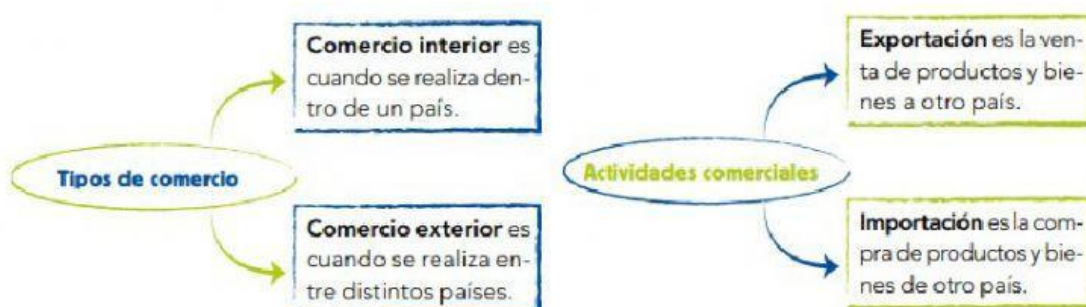 Tipos de comercio
Comercio interior es
cuando se realiza den-
tro de un país.
Comercio exterior es
cuando se realiza en-
tre distintos países.
Actividades comerciales
Exportación es la ven-
ta de productos y bie-
nes a otro país.
Importación es la com-
pra de productos y bie-
nes de otro país.